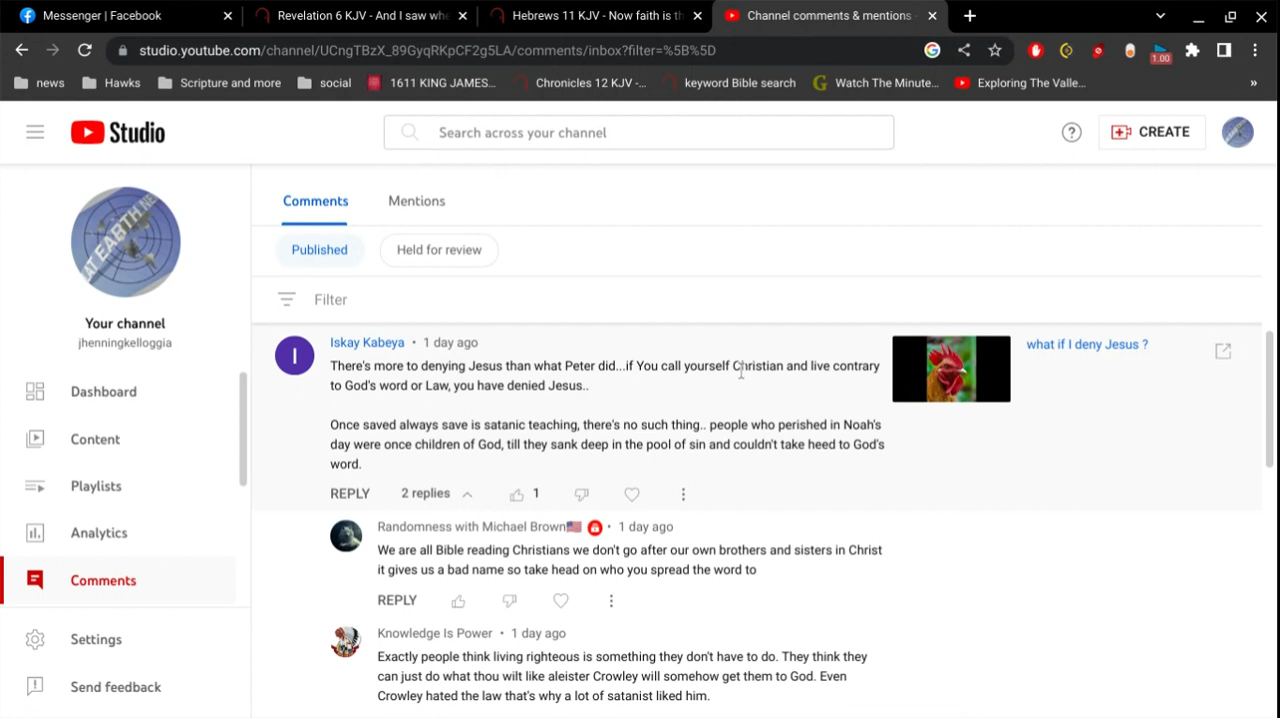 Messenger | Facebook
Revelation 6 KJV - And I saw whe
Hebrews 11 KJV - Now faith is th
Channel comments & mentions -
studio.youtube.com/channel/UCngTBzX_89GyqRKpCF2g5LA/comments/inbox?filter=%5B%5D
1.00
news
Hawks
Scripture and more
social
1611 KING JAMES...
Chronicles 12 KJV -...
keyword Bible search
Watch The Minute...
Exploring The Valle...
»
Studio
Search across your channel
CREATE
AT EARTH NE
Your channel
jhenningkelloggia
Dashboard
Content
Playlists
Analytics
Comments
Settings
Send feedback
Comments
Mentions
Published
Held for review
Filter
I
Iskay Kabeya • 1 day ago
There's more to denying Jesus than what Peter did...if You call yourself Christian and live contrary
to God's word or Law, you have denied Jesus..
Once saved always save is satanic teaching, there's no such thing.. people who perished in Noah's
day were once children of God, till they sank deep in the pool of sin and couldn't take heed to God's
word.
what if I deny Jesus ?
REPLY
2 replies
1
Randomness with Michael Brown🇺🇸 • 1 day ago
We are all Bible reading Christians we don't go after our own brothers and sisters in Christ
it gives us a bad name so take head on who you spread the word to
REPLY
Knowledge Is Power • 1 day ago
Exactly people think living righteous is something they don't have to do. They think they
can just do what thou wilt like aleister Crowley will somehow get them to God. Even
Crowley hated the law that's why a lot of satanist liked him.